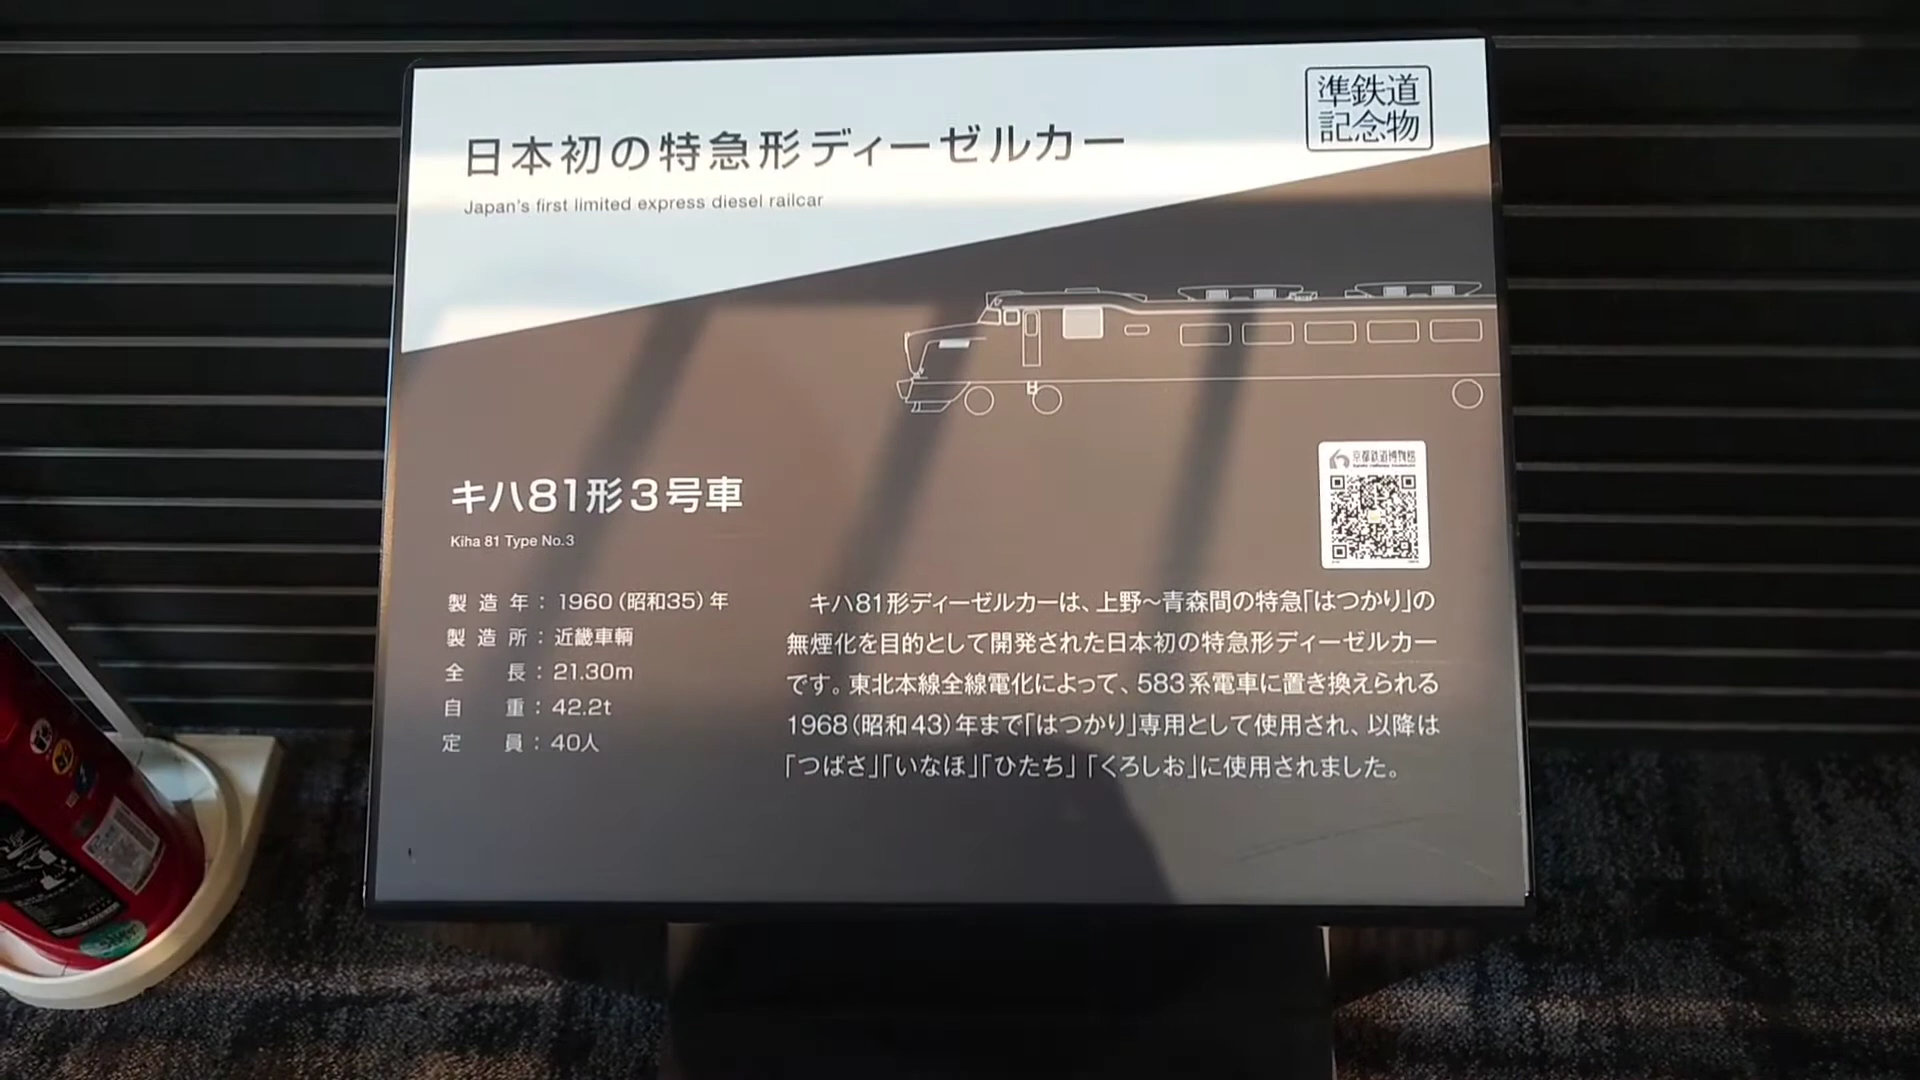 日本初の特急形ディーゼルカー
Japan's first limited express diesel railcar
準鉄道
記念物
京都鉄道博物館
キハ81形3号車
Kiha 81 Type No.3
製造年：1960（昭和35）年
製造所：近畿車輌
全長：21.30m
自重：42.2t
定員：40人
キハ81形ディーゼルカーは、上野～青森間の特急「はつかり」の
無煙化を目的として開発された日本初の特急形ディーゼルカー
です。東北本線全線電化によって、583系電車に置き換えられる
1968（昭和43）年まで「はつかり」専用として使用され、以降は
「つばさ」「いなほ」「ひたち」「くろしお」に使用されました。